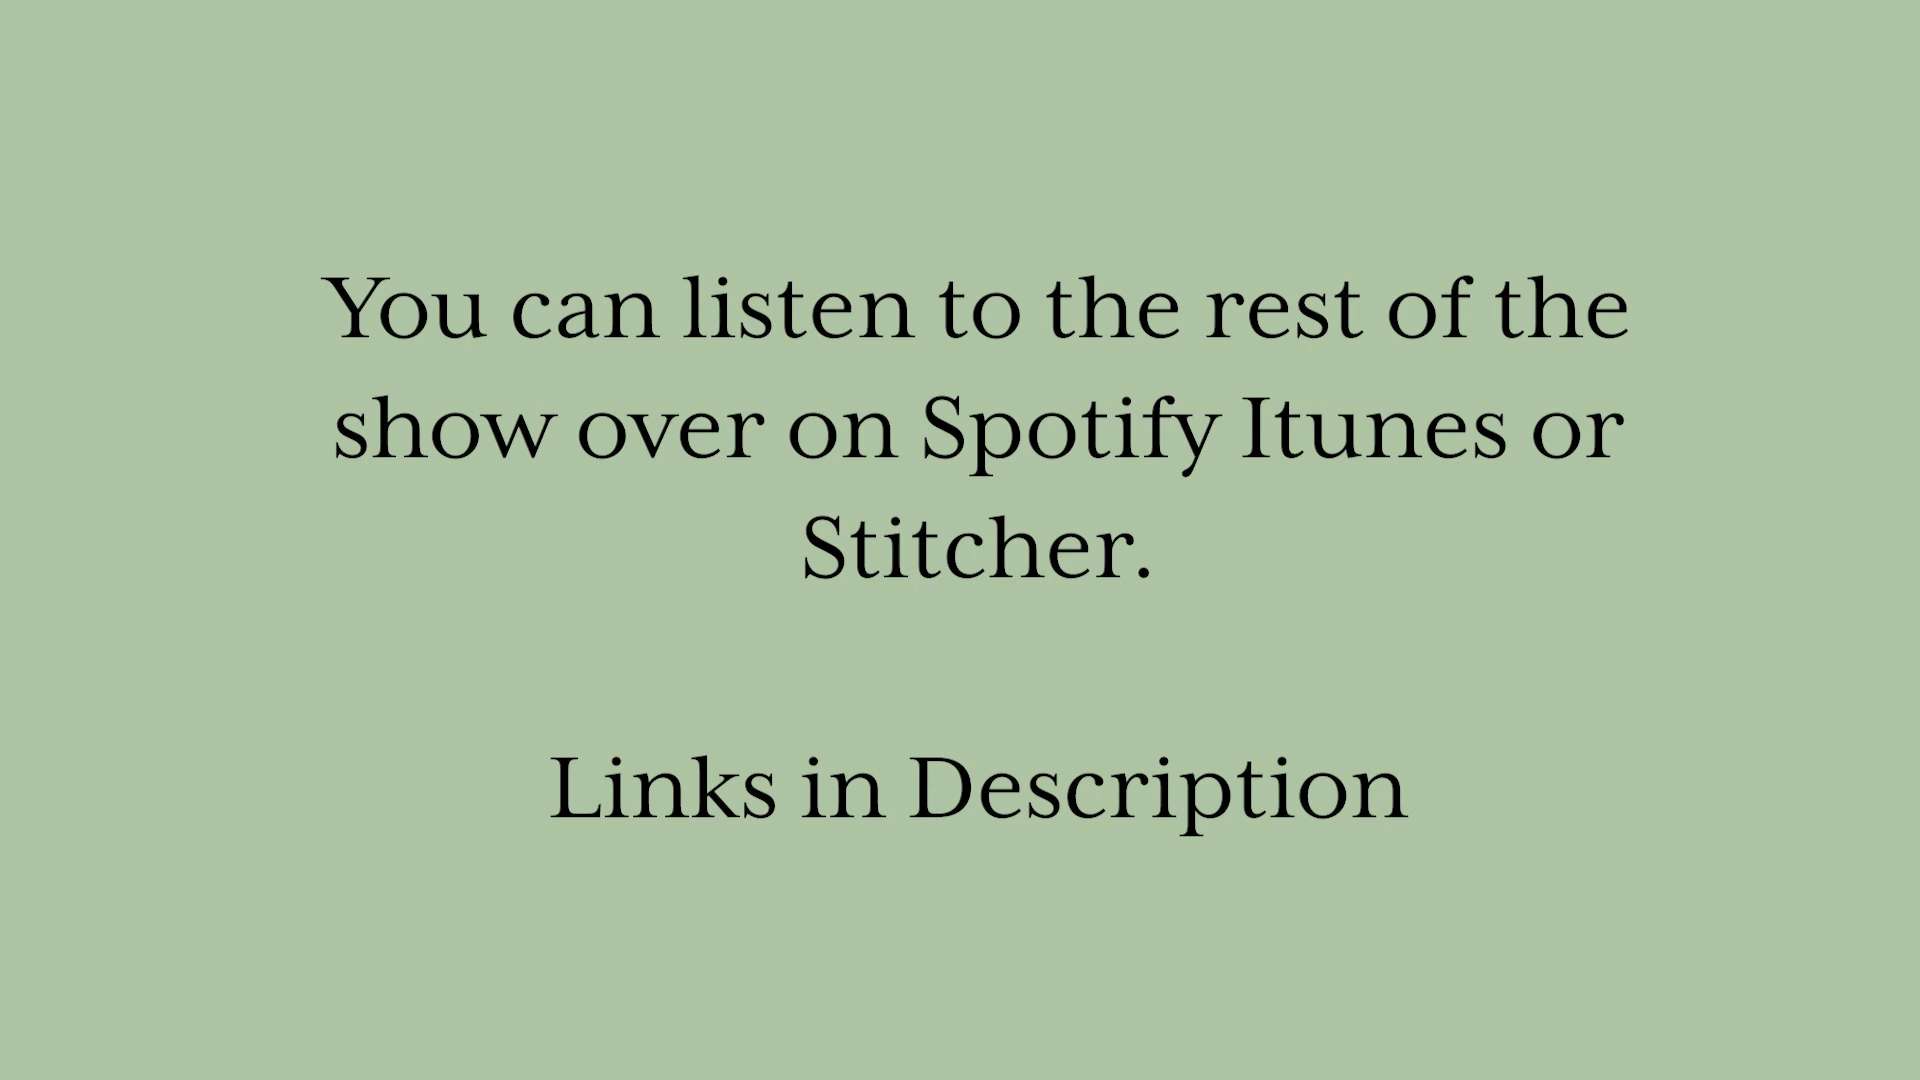 You can listen to the rest of the
show over on Spotify Itunes or
Stitcher.
Links in Description